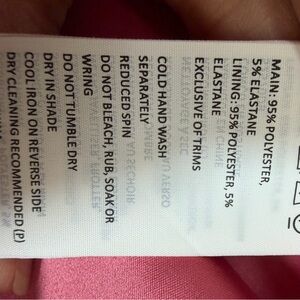 MAIN: 95% POLYESTER,
5% ELASTANE
LINING: 95% POLYESTER, 5%
ELASTANE
EXCLUSIVE OF TRIMS
COLD HAND WASH
SEPARATELY
REDUCED SPIN
DO NOT BLEACH, RUB, SOAK OR
WRING
DO NOT TUMBLE DRY
DRY IN SHADE
COOL IRON ON REVERSE SIDE
DRY CLEANING RECOMMENDED (P)